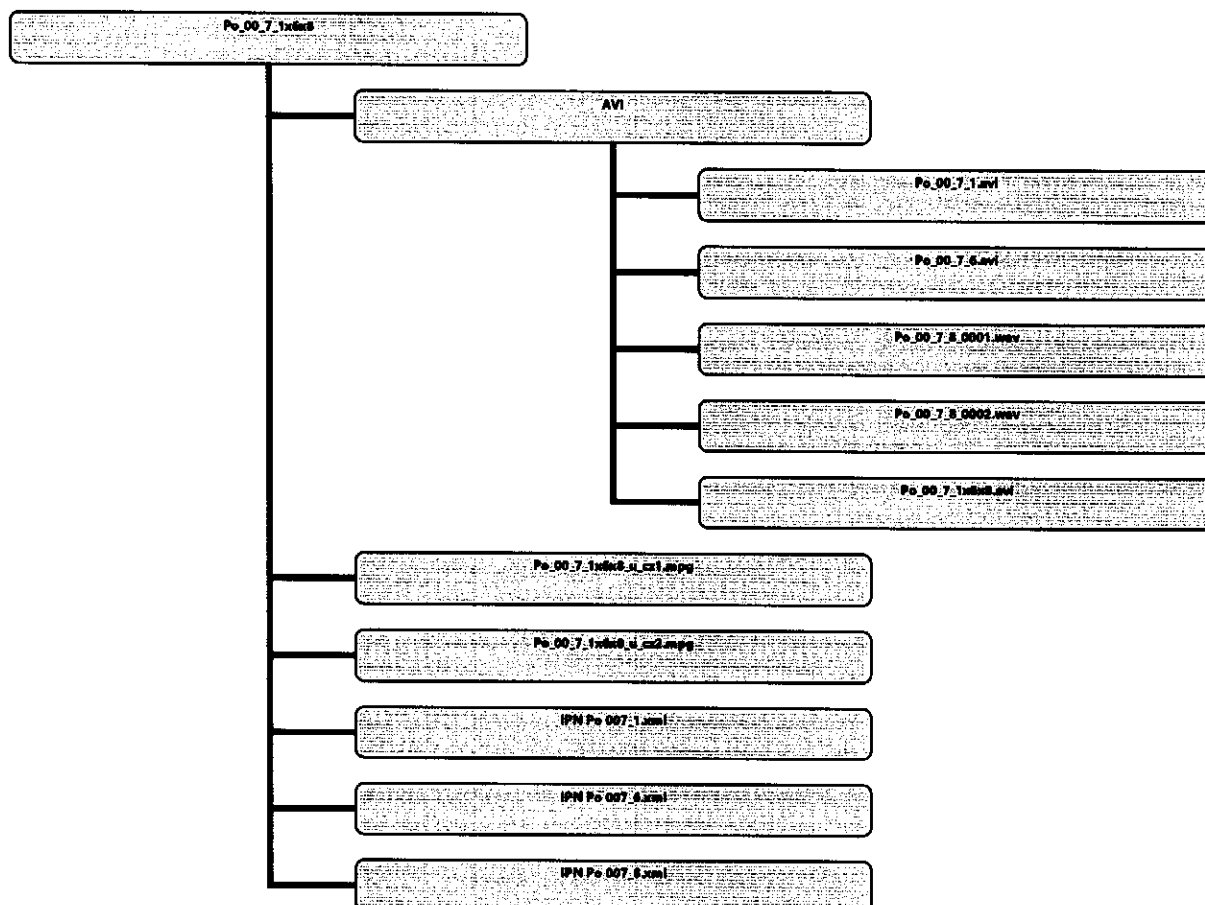 Po_00_7_1x6x8
AVI
Po_00_7_1.avi
Po_00_7_6.avi
Po_00_7_8_0001.wav
Po_00_7_8_0002.wav
Po_00_7_1x6x8.avi
Po_00_7_1x6x8_u_cz1.mpg
Po_00_7_1x6x8_u_cz2.mpg
IPN Po 007_1.xml
IPN Po 007_6.xml
IPN Po 007_8.xml